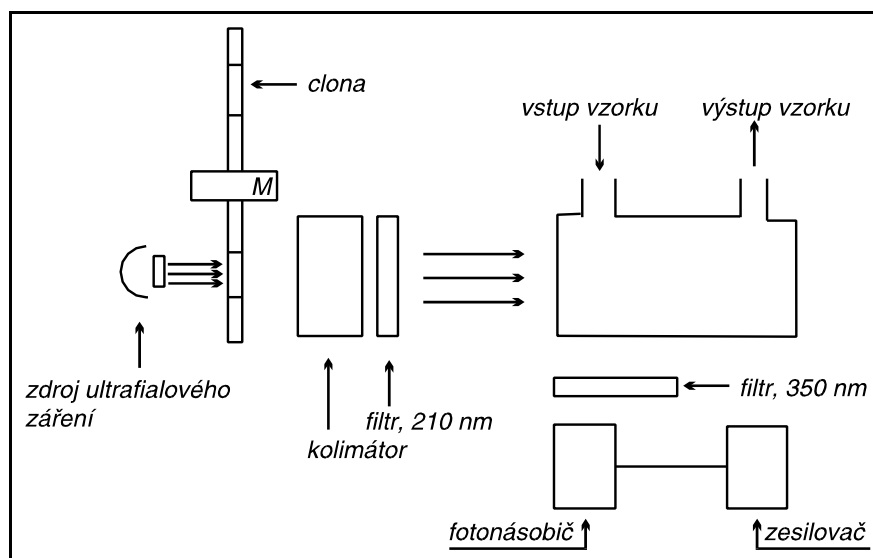 clona
vstup vzorku
výstup vzorku
M
zdroj ultrafialového
záření
filtr, 210 nm
kolimátor
filtr, 350 nm
fotonásobič
zesilovač